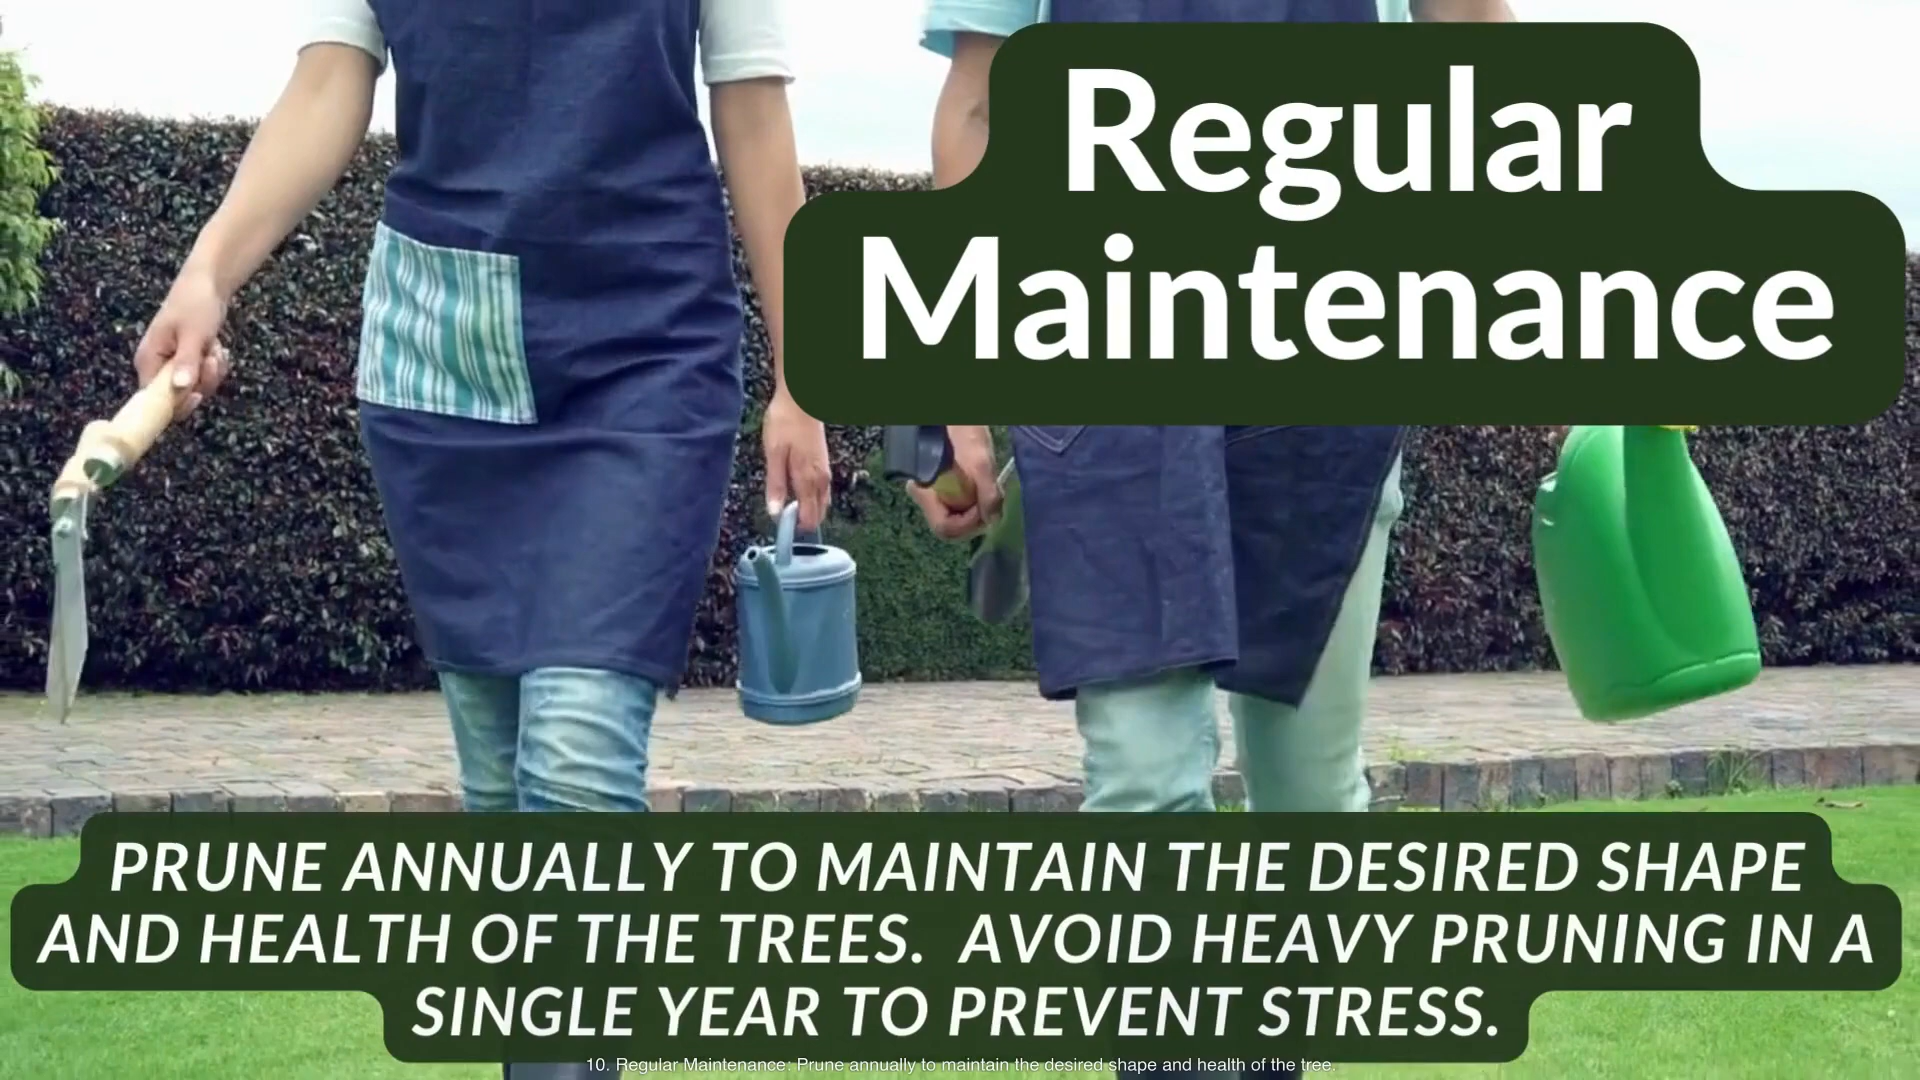 Regular
Maintenance
PRUNE ANNUALLY TO MAINTAIN THE DESIRED SHAPE
AND HEALTH OF THE TREES.  AVOID HEAVY PRUNING IN A
SINGLE YEAR TO PREVENT STRESS.
10. Regular Maintenance: Prune annually to maintain the desired shape and health of the tree.